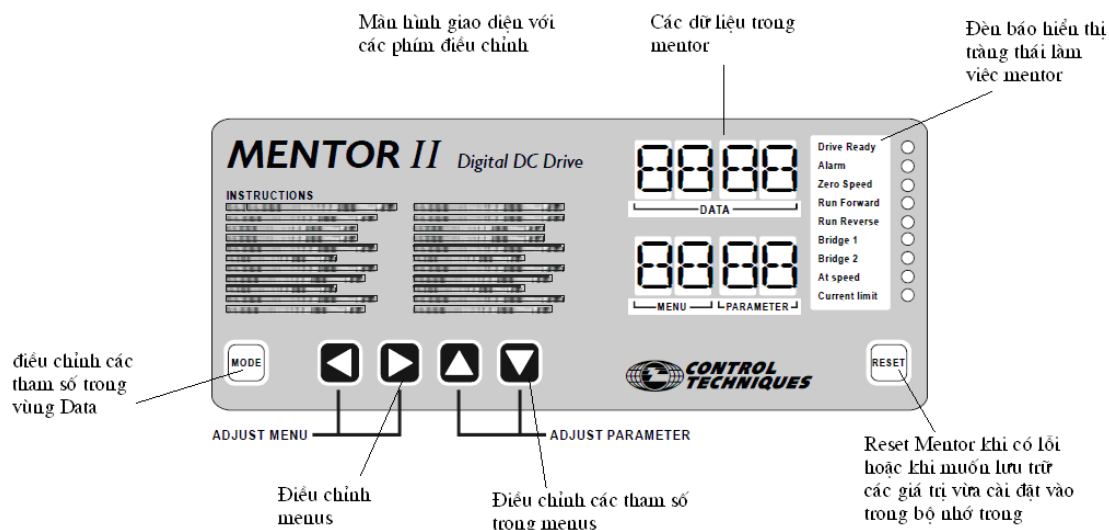 Màn hình giao diện với
các phím điều chỉnh
Các dữ liệu trong
mentor
Đèn báo hiển thị
tràng thái làm
việc mentor
MENTOR II Digital DC Drive
INSTRUCTIONS
8888
DATA
8888
MENU
PARAMETER
Drive Ready
Alarm
Zero Speed
Run Forward
Run Reverse
Bridge 1
Bridge 2
At speed
Current limit
MODE
CONTROL
TECHNIQUES
RESET
điều chỉnh các
tham số trong
vùng Data
ADJUST MENU
ADJUST PARAMETER
Điều chỉnh
menus
Điều chỉnh các tham số
trong menus
Reset Mentor khi có lỗi
hoặc khi muốn lưu trữ
các giá trị vừa cài đặt vào
trong bộ nhớ trong